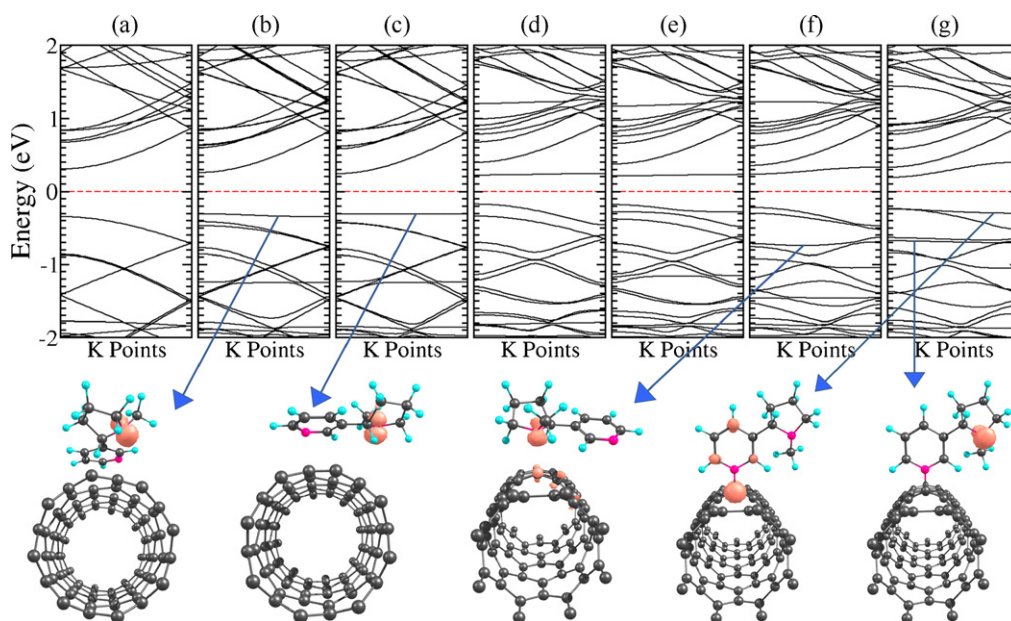 (a) (b) (c) (d) (e) (f) (g)
2
1
0
-1
-2
Energy (eV)
K Points K Points K Points K Points K Points K Points K Points